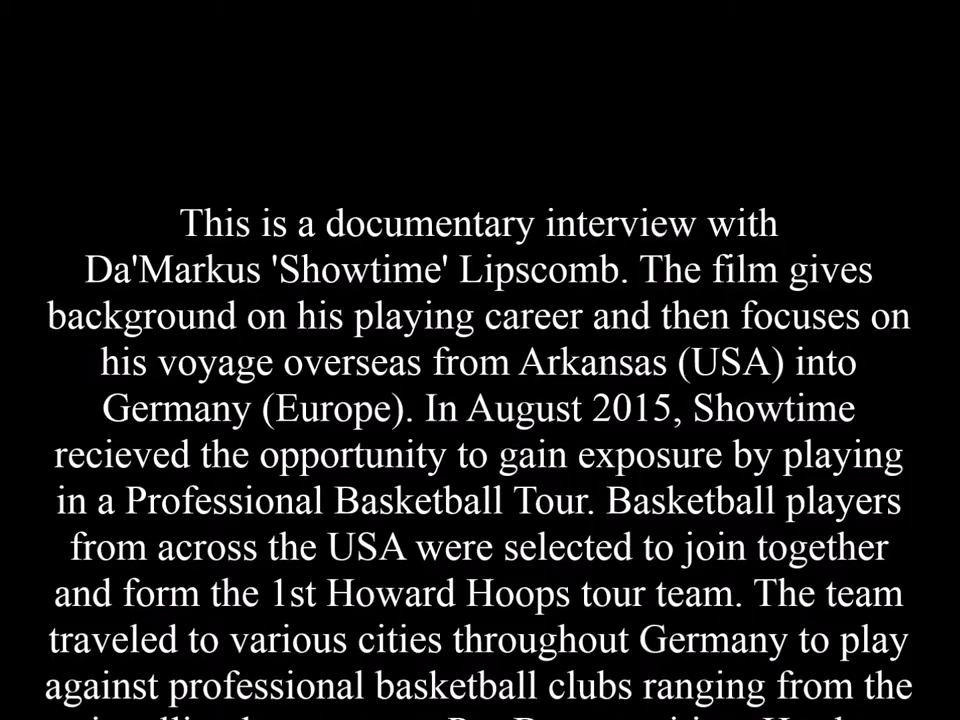 This is a documentary interview with
Da'Markus 'Showtime' Lipscomb. The film gives
background on his playing career and then focuses on
his voyage overseas from Arkansas (USA) into
Germany (Europe). In August 2015, Showtime
recieved the opportunity to gain exposure by playing
in a Professional Basketball Tour. Basketball players
from across the USA were selected to join together
and form the 1st Howard Hoops tour team. The team
traveled to various cities throughout Germany to play
against professional basketball clubs ranging from the